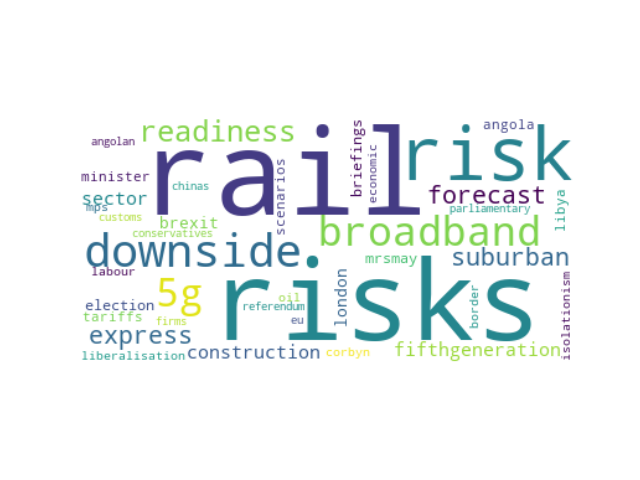 readiness
briefings
angola
angolan
rail
risk
economic
minister
chinas
scenarios
forecast
sector
libya
mps
parliamentary
customs
brexit
broadband
conservatives
downside
mrsmay
suburban
labour
risks
london
isolationism
5g
oil
border
election
referendum
tariffs
firms
eu
express
liberalisation
construction
corbyn
fifthgeneration